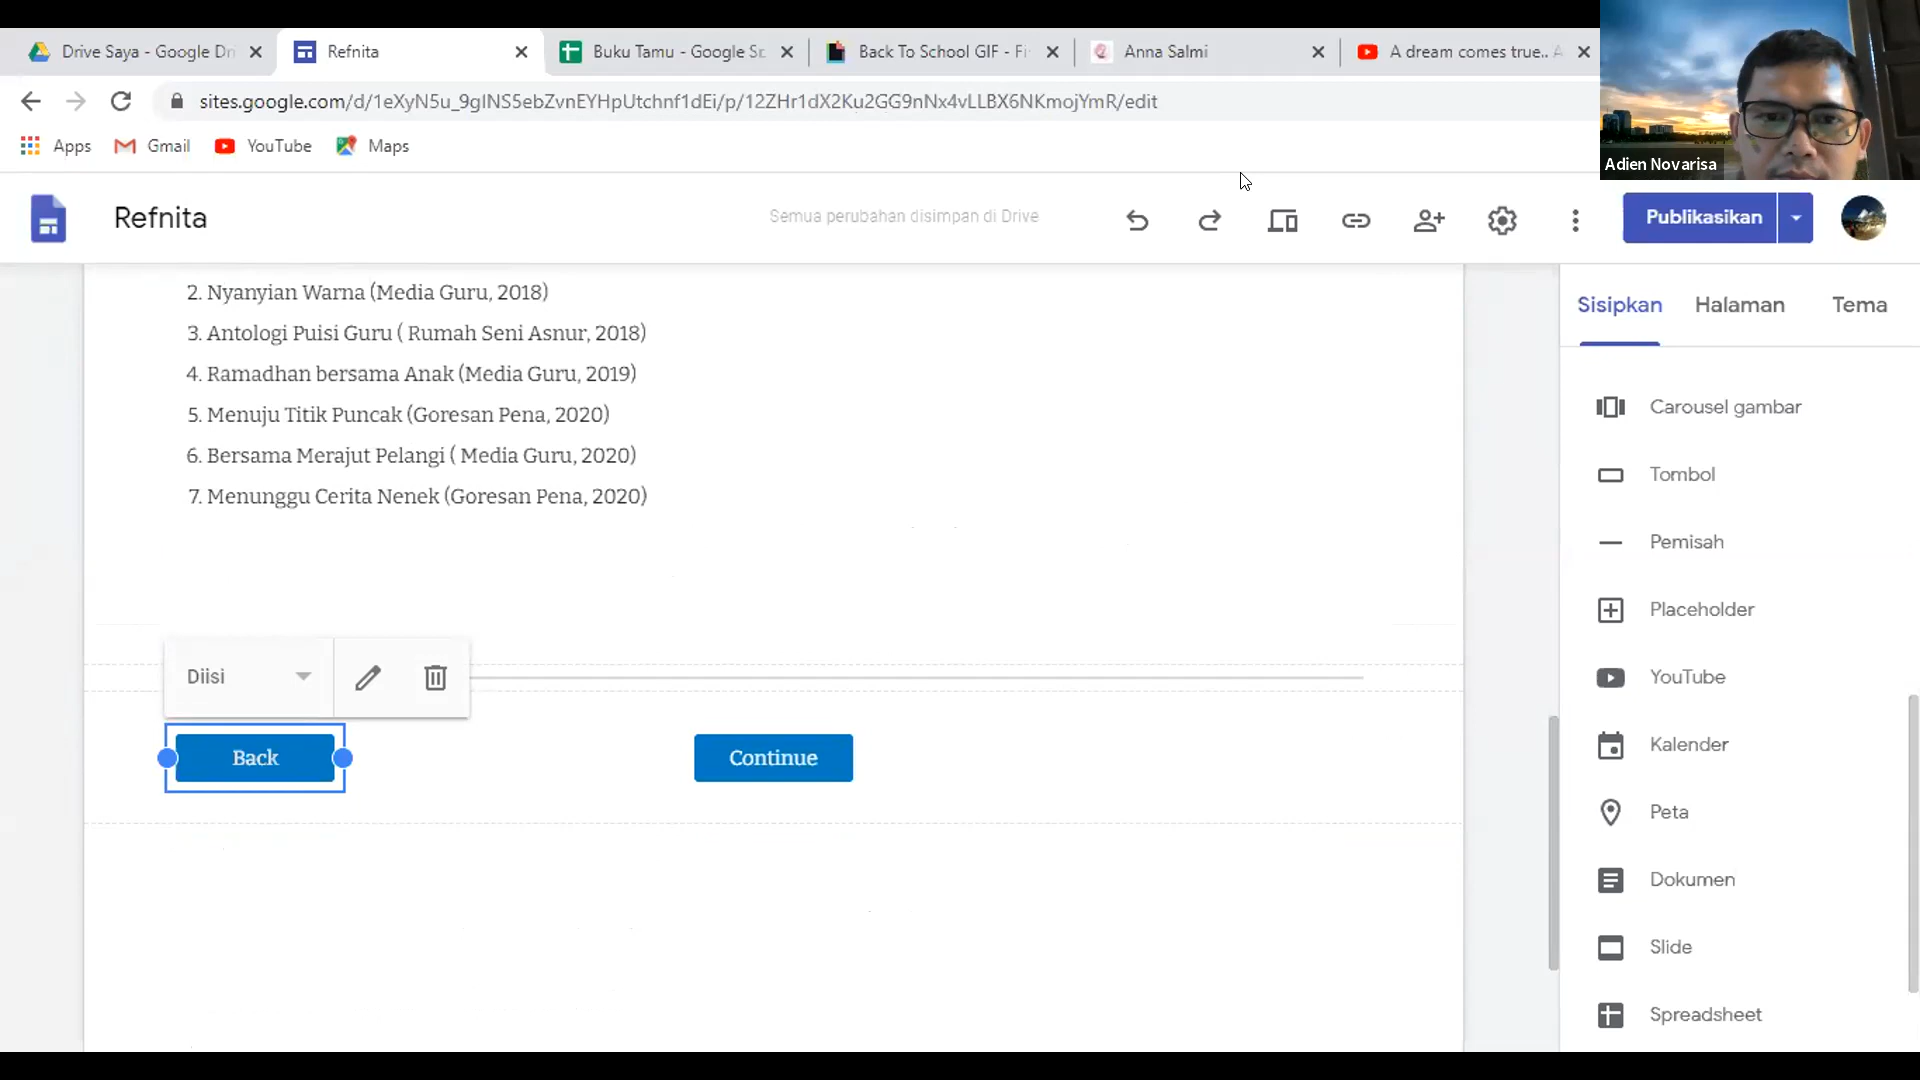 Drive Saya - Google Dri
Refnita
Buku Tamu - Google S
Back To School GIF - Fi
Anna Salmi
A dream comes true.. A
sites.google.com/d/1eXyN5u_9gINS5ebZvnEYHpUtchnf1dEi/p/12ZHr1dX2Ku2GG9nNx4vLLBX6NKmojYmR/edit
Apps
Gmail
YouTube
Maps
Adien Novarisa
Refnita
Semua perubahan disimpan di Drive
Publikasikan
2. Nyanyian Warna (Media Guru, 2018)
3. Antologi Puisi Guru ( Rumah Seni Asnur, 2018)
4. Ramadhan bersama Anak (Media Guru, 2019)
5. Menuju Titik Puncak (Goresan Pena, 2020)
6. Bersama Merajut Pelangi ( Media Guru, 2020)
7. Menunggu Cerita Nenek (Goresan Pena, 2020)
Diisi
Back
Continue
Sisipkan
Halaman
Tema
Carousel gambar
Tombol
Pemisah
Placeholder
YouTube
Kalender
Peta
Dokumen
Slide
Spreadsheet